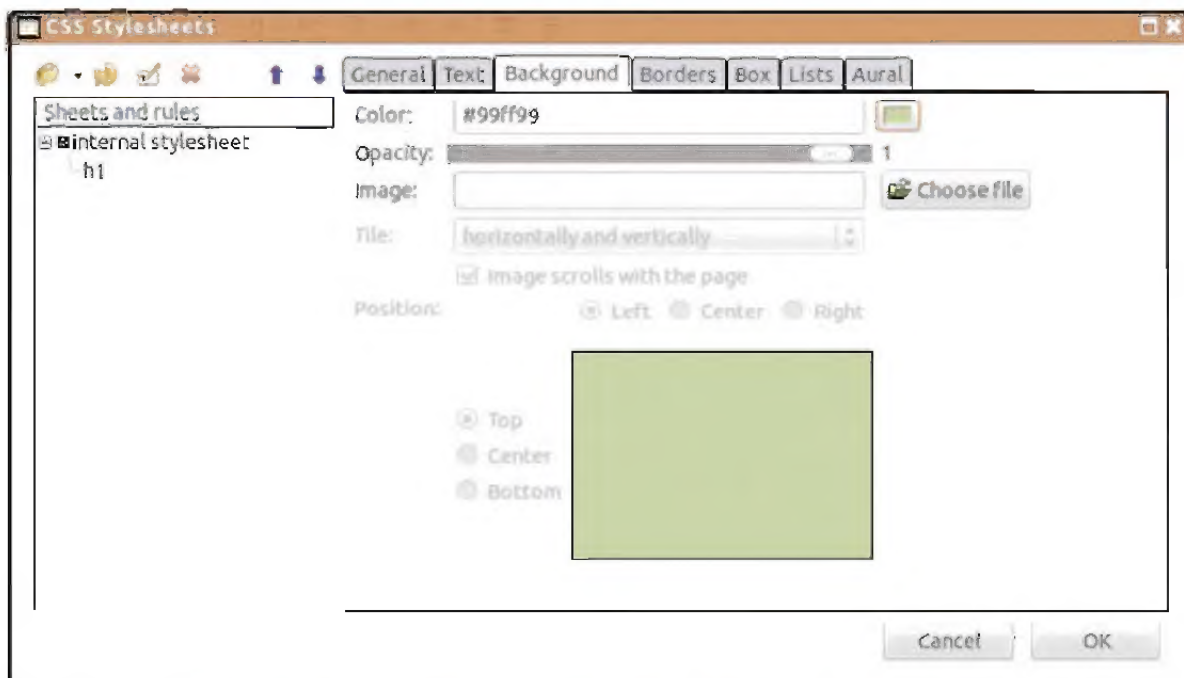 CSS Stylesheets
General Text Background Borders Box Lists Aural
Sheets and rules
internal stylesheet
h1
Color: #99ff99
Opacity: 1
Image: Choose file
Tile: horizontally and vertically
Image scrolls with the page
Position: Left Center Right
Top
Center
Bottom
Cancel OK